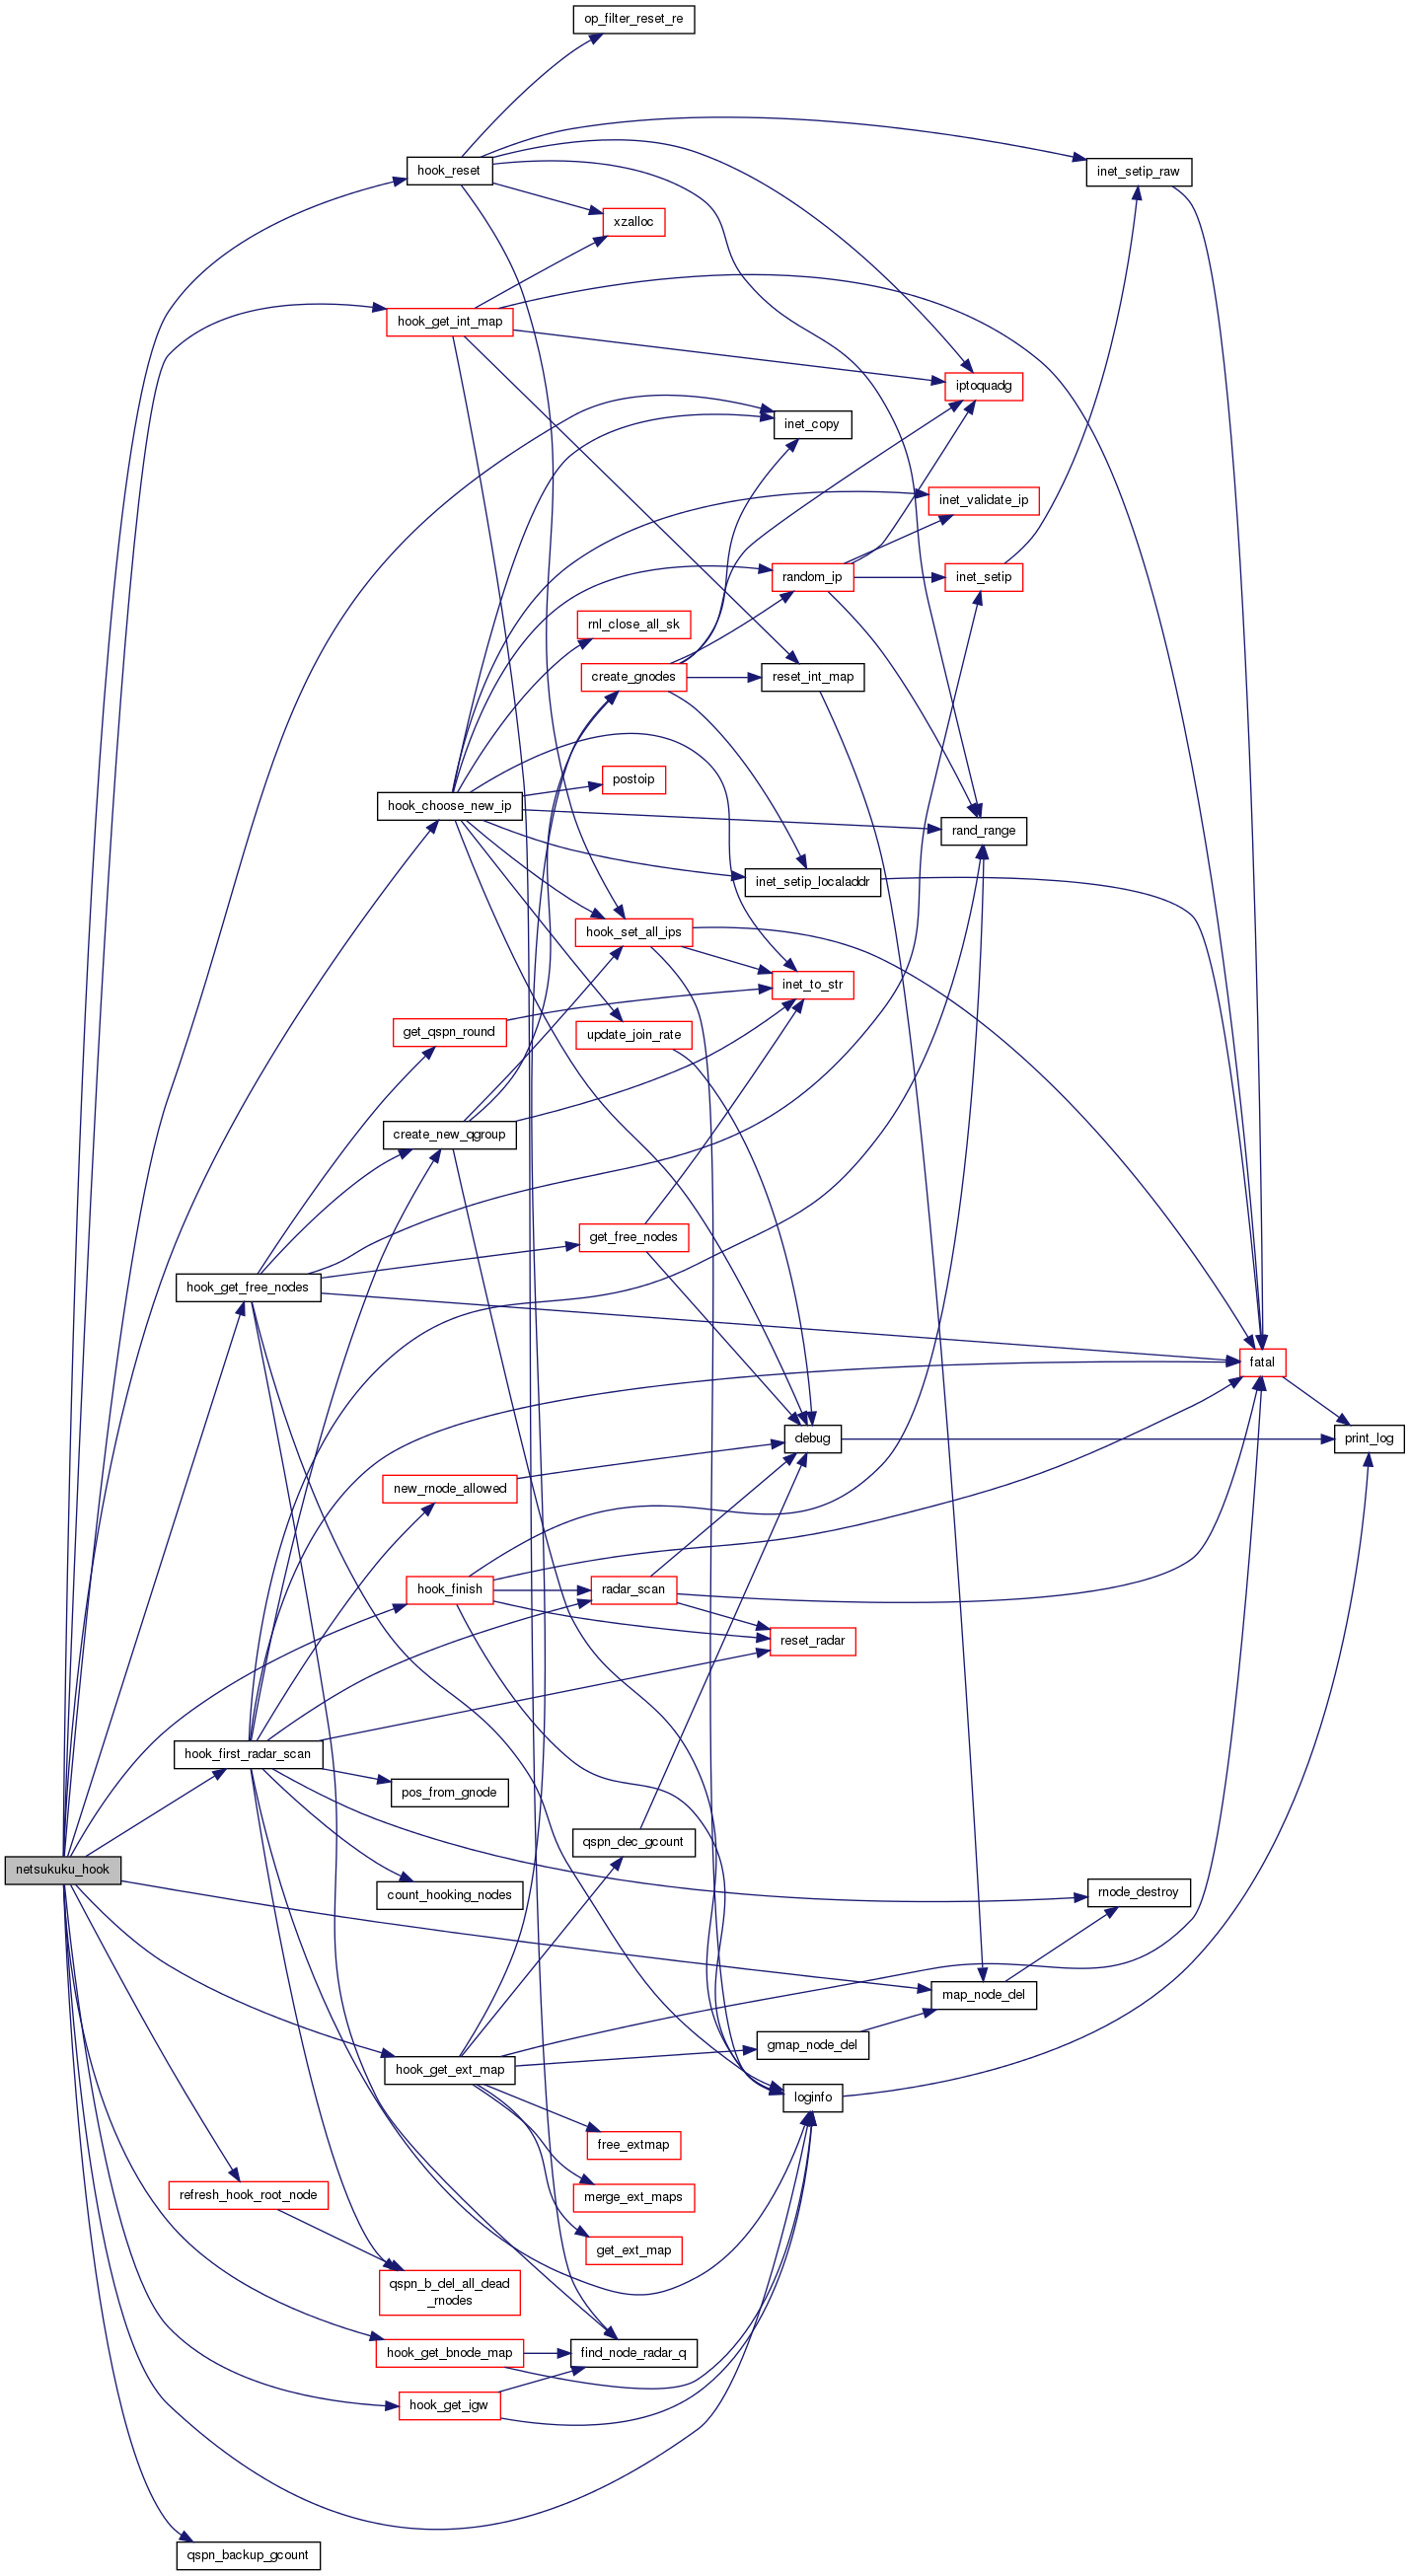 op_filter_reset_re
hook_reset
inet_setip_raw
xzalloc
hook_get_int_map
iptoquadg
inet_copy
inet_validate_ip
random_ip
inet_setip
rnl_close_all_sk
create_gnodes
reset_int_map
postoip
hook_choose_new_ip
rand_range
inet_setip_localaddr
hook_set_all_ips
inet_to_str
get_qspn_round
update_join_rate
create_new_qgroup
get_free_nodes
hook_get_free_nodes
fatal
debug
print_log
new_rnode_allowed
hook_finish
radar_scan
reset_radar
hook_first_radar_scan
pos_from_gnode
qspn_dec_gcount
netsukuku_hook
count_hooking_nodes
rnode_destroy
map_node_del
gmap_node_del
hook_get_ext_map
loginfo
free_extmap
refresh_hook_root_node
merge_ext_maps
get_ext_map
qspn_b_del_all_dead
_rnodes
hook_get_bnode_map
find_node_radar_q
hook_get_igw
qspn_backup_gcount